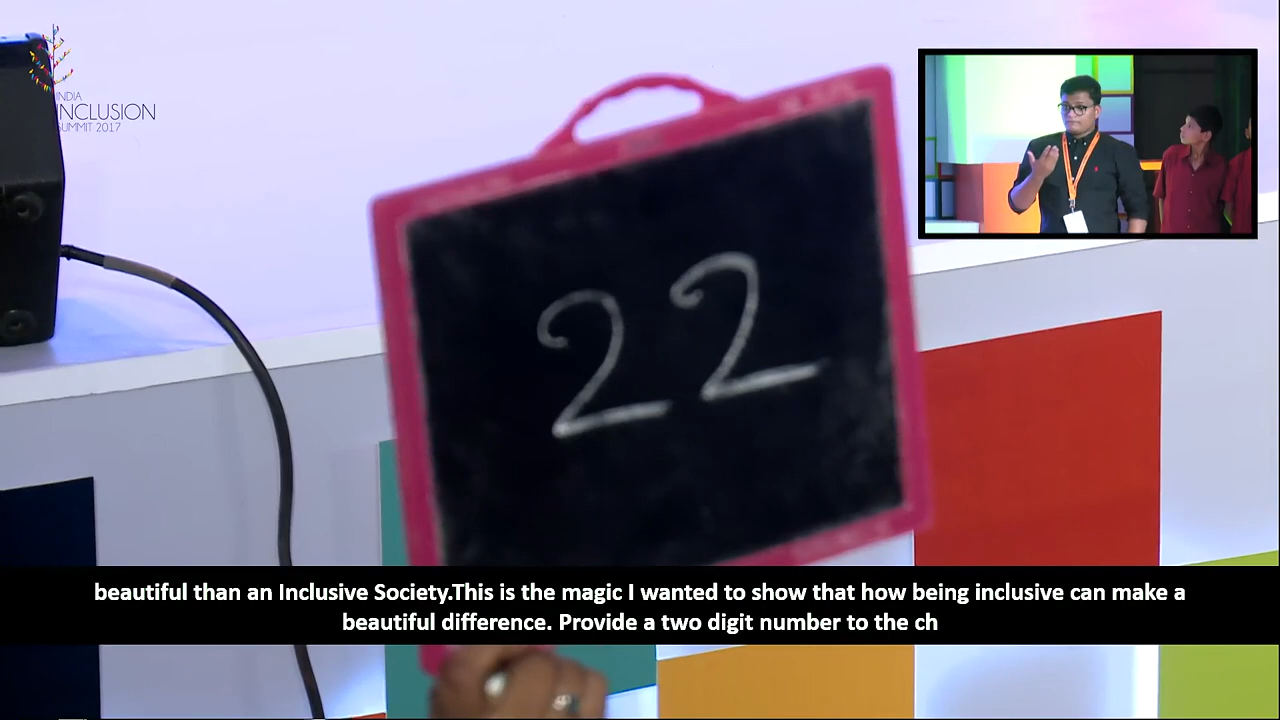 INDIA
INCLUSION
SUMMIT 2017
22
beautiful than an Inclusive Society.This is the magic I wanted to show that how being inclusive can make a
beautiful difference. Provide a two digit number to the ch